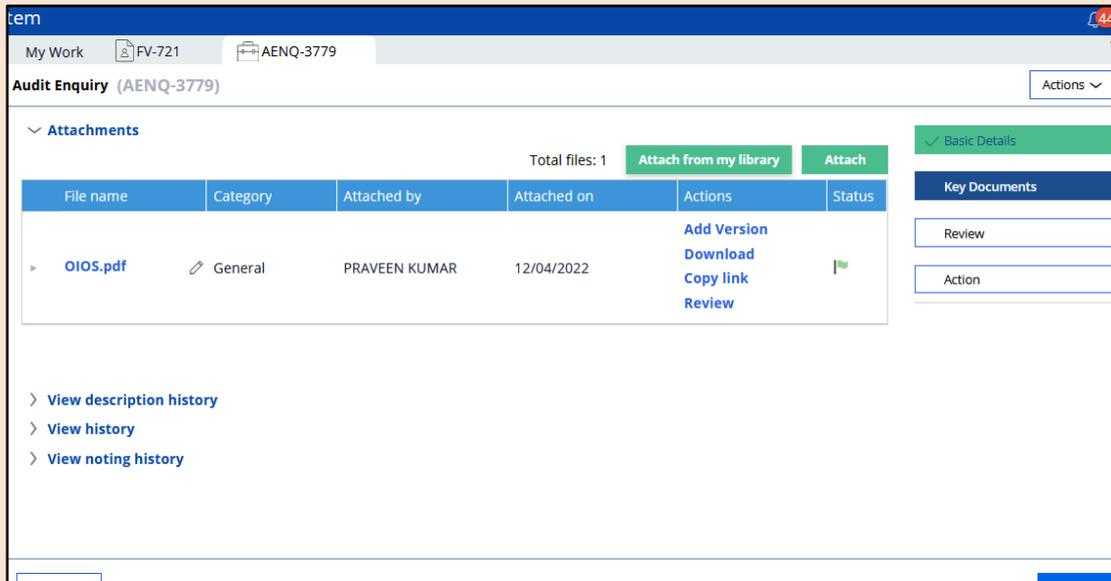 tem
44
My Work FV-721 AENQ-3779
Audit Enquiry (AENQ-3779)
Actions
Attachments
Total files: 1 Attach from my library Attach
File name Category Attached by Attached on Actions Status
OIOS.pdf General PRAVEEN KUMAR 12/04/2022
Add Version
Download
Copy link
Review
View description history
View history
View noting history
Basic Details
Key Documents
Review
Action